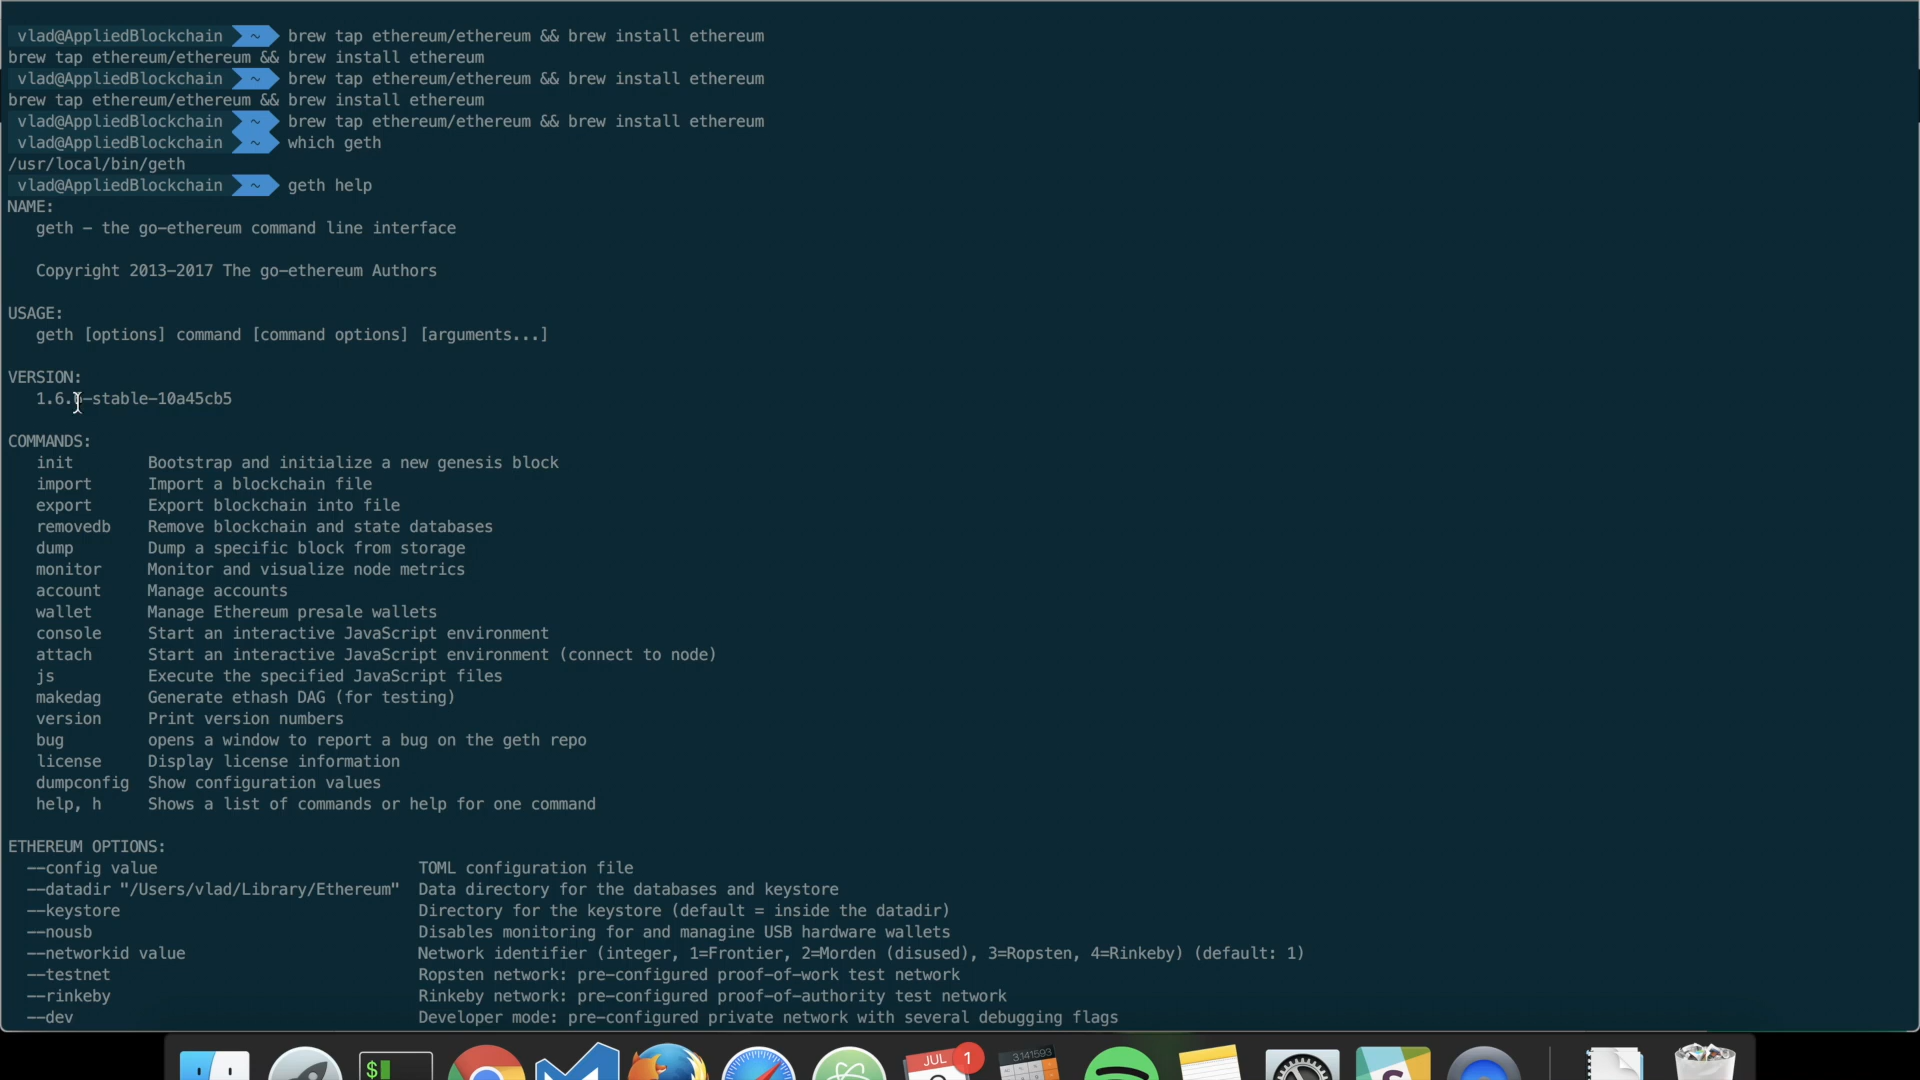 vlad@AppliedBlockchain ~ brew tap ethereum/ethereum && brew install ethereum
brew tap ethereum/ethereum && brew install ethereum
vlad@AppliedBlockchain ~ brew tap ethereum/ethereum && brew install ethereum
brew tap ethereum/ethereum && brew install ethereum
vlad@AppliedBlockchain ~ brew tap ethereum/ethereum && brew install ethereum
vlad@AppliedBlockchain ~ which geth
/usr/local/bin/geth
vlad@AppliedBlockchain ~ geth help
NAME:
geth - the go-ethereum command line interface
Copyright 2013-2017 The go-ethereum Authors
USAGE:
geth [options] command [command options] [arguments...]
VERSION:
-stable-10a45cb5
COMMANDS:
init Bootstrap and initialize a new genesis block
import Import a blockchain file
export Export blockchain into file
removedb Remove blockchain and state databases
dump Dump a specific block from storage
monitor Monitor and visualize node metrics
account Manage accounts
wallet Manage Ethereum presale wallets
console Start an interactive JavaScript environment
attach Start an interactive JavaScript environment (connect to node)
js Execute the specified JavaScript files
makedag Generate ethash DAG (for testing)
version Print version numbers
bug opens a window to report a bug on the geth repo
license Display license information
dumpconfig Show configuration values
help, h Shows a list of commands or help for one command
ETHEREUM OPTIONS:
--config value TOML configuration file
--datadir "/Users/vlad/Library/Ethereum" Data directory for the databases and keystore
--keystore Directory for the keystore (default = inside the datadir)
--nousb Disables monitoring for and managine USB hardware wallets
--networkid value Network identifier (integer, 1=Frontier, 2=Morden (disused), 3=Ropsten, 4=Rinkeby) (default: 1)
--testnet Ropsten network: pre-configured proof-of-work test network
--rinkeby Rinkeby network: pre-configured proof-of-authority test network
--dev Developer mode: pre-configured private network with several debugging flags
$
JUL
1
3.141593